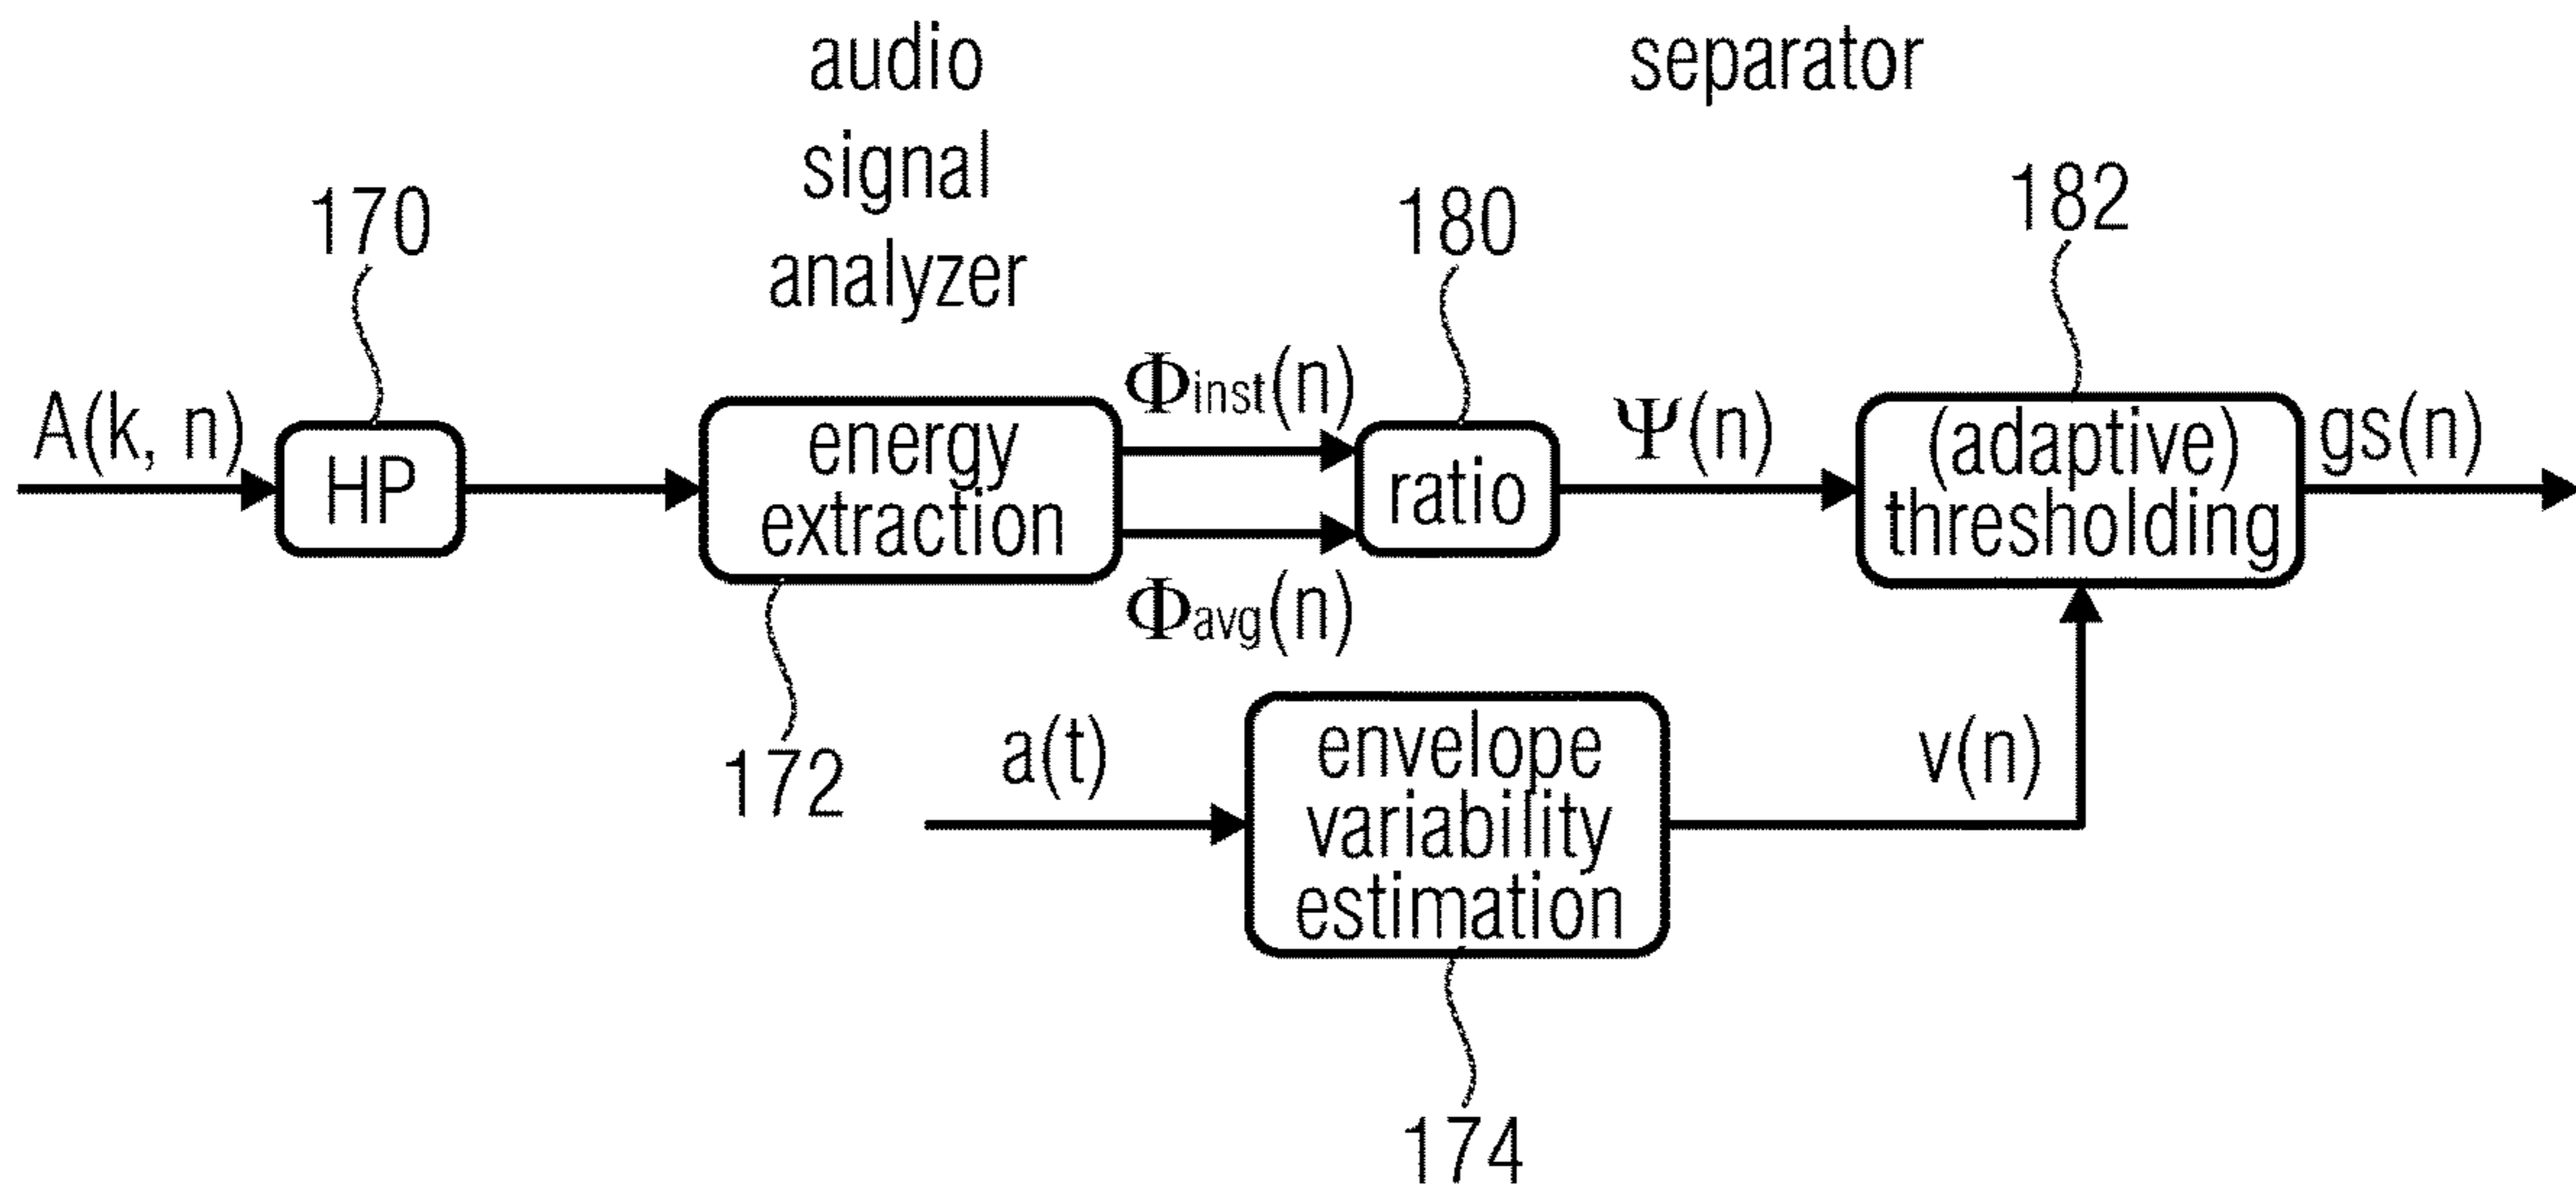 audio
signal
analyzer
separator
170
180
182
A(k, n)
HP
energy
extraction
Φinst(n)
Φavg(n)
ratio
Ψ(n)
(adaptive)
thresholding
gs(n)
172
a(t)
envelope
variability
estimation
v(n)
174